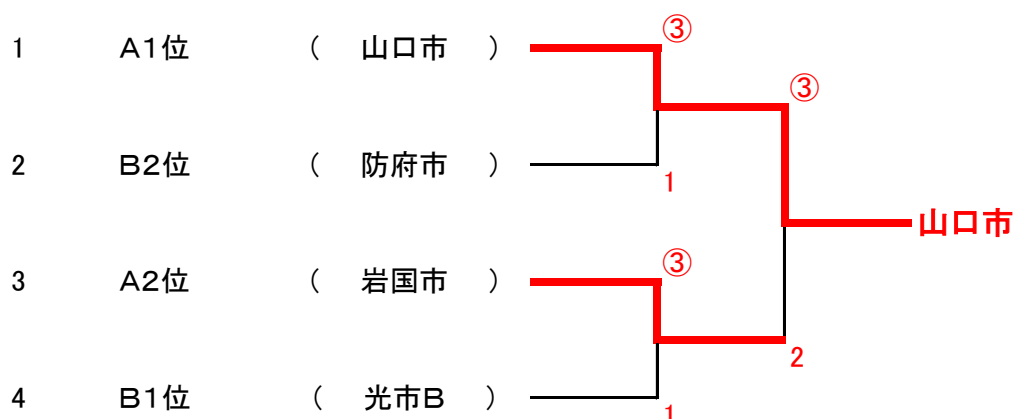 ③
1 A1位 ( 山口市 )
③
2 B2位 ( 防府市 )
1
山口市
③
3 A2位 ( 岩国市 )
2
4 B1位 ( 光市B )
1